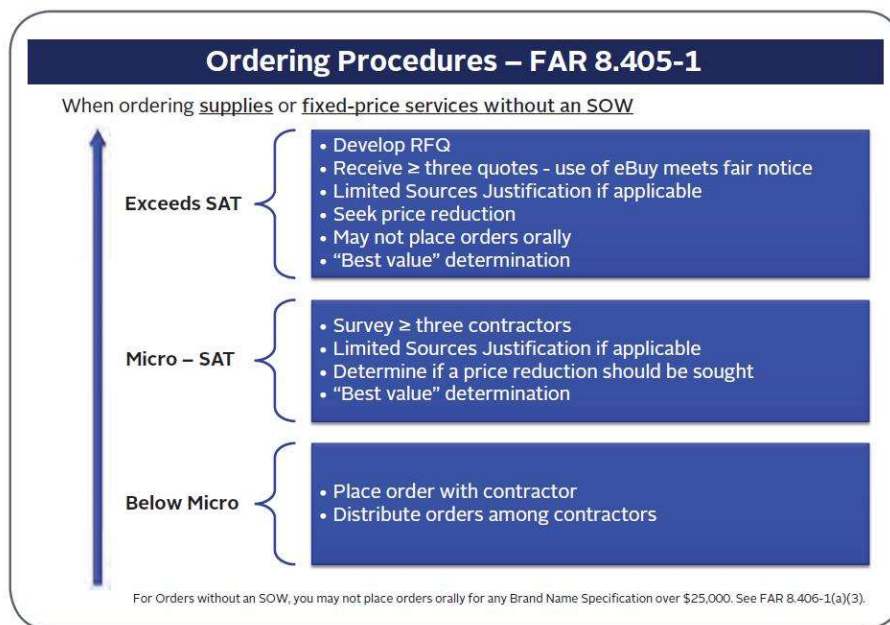 Ordering Procedures – FAR 8.405-1
When ordering supplies or fixed-price services without an SOW
Exceeds SAT
• Develop RFQ
• Receive ≥ three quotes - use of eBuy meets fair notice
• Limited Sources Justification if applicable
• Seek price reduction
• May not place orders orally
• “Best value” determination
Micro – SAT
• Survey ≥ three contractors
• Limited Sources Justification if applicable
• Determine if a price reduction should be sought
• “Best value” determination
Below Micro
• Place order with contractor
• Distribute orders among contractors
For Orders without an SOW, you may not place orders orally for any Brand Name Specification over $25,000. See FAR 8.406-1(a)(3).